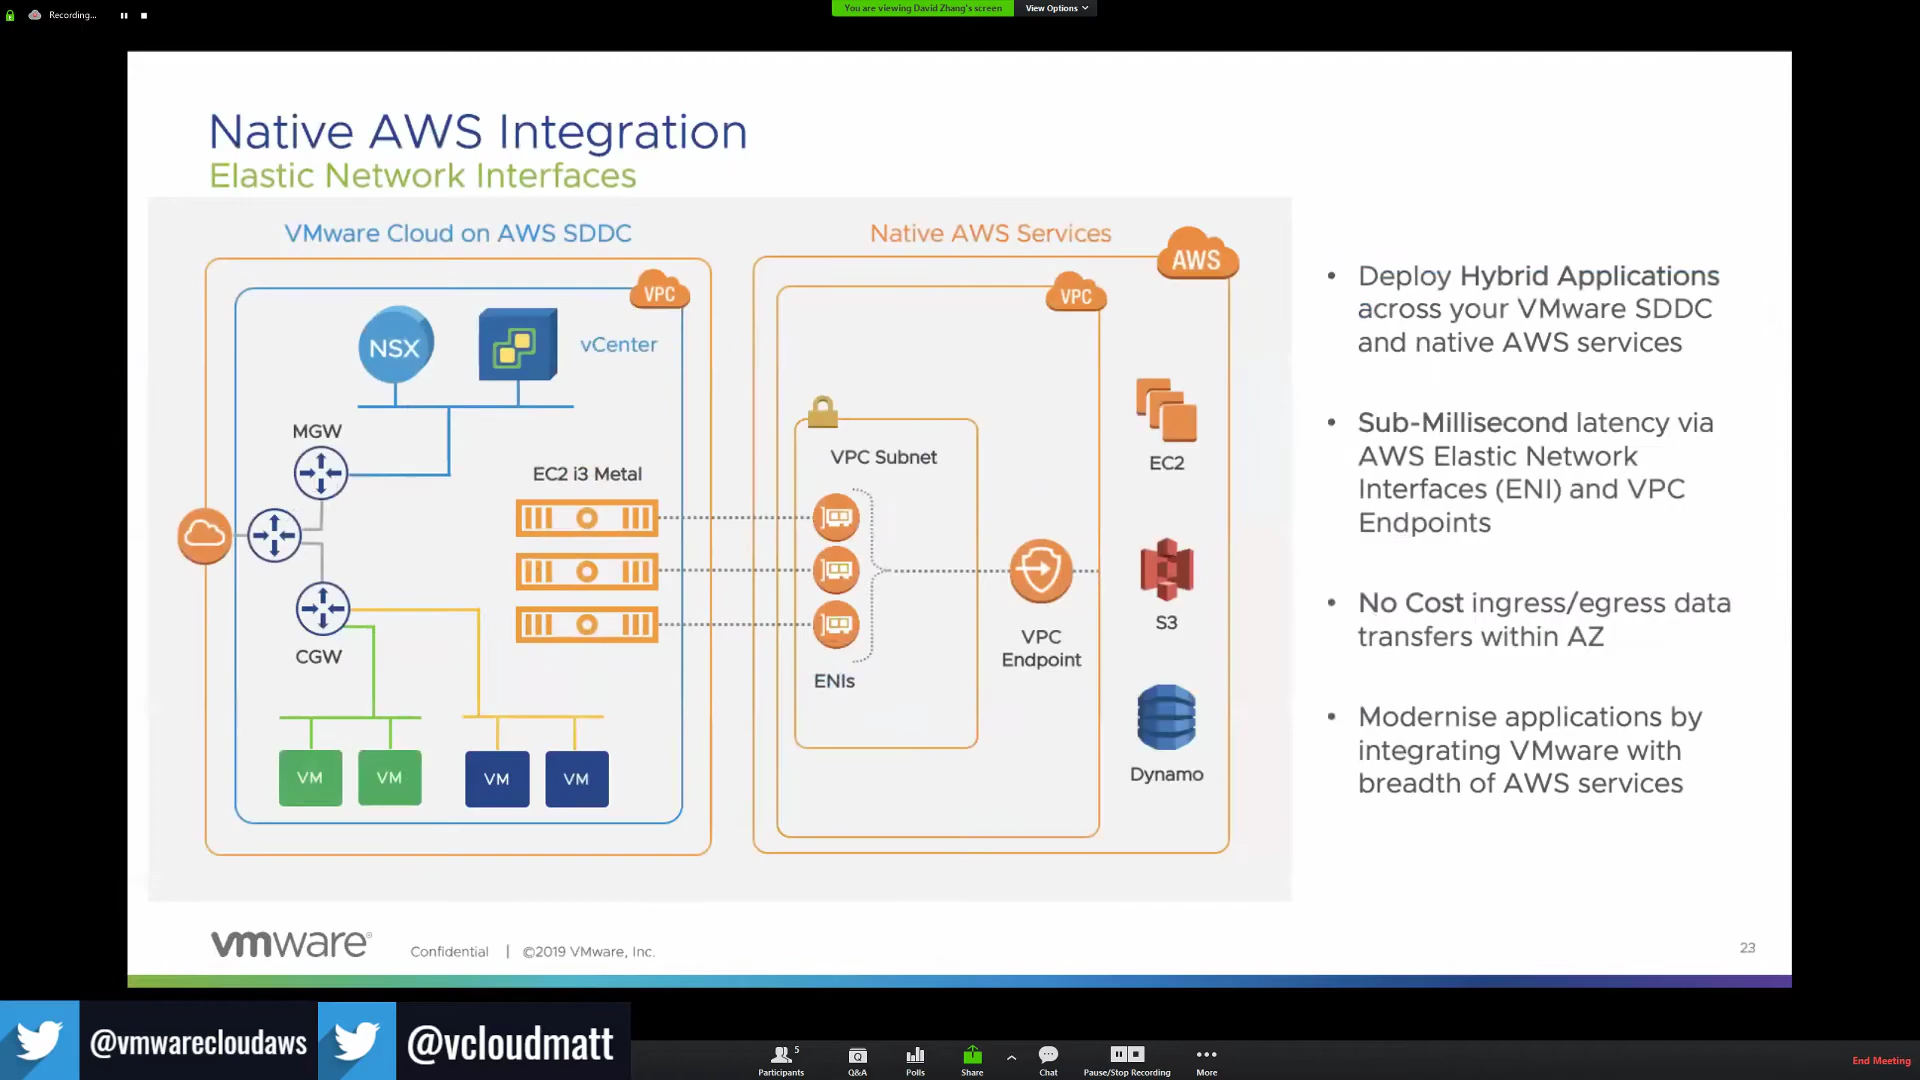 Recording...
You are viewing David Zhang's screen
View Options
Native AWS Integration
Elastic Network Interfaces
VMware Cloud on AWS SDDC
Native AWS Services
AWS
VPC
VPC
NSX
vCenter
MGW
EC2 i3 Metal
CGW
VM
VM
VM
VM
VPC Subnet
ENIs
VPC
Endpoint
EC2
S3
Dynamo
• Deploy Hybrid Applications
across your VMware SDDC
and native AWS services
• Sub-Millisecond latency via
AWS Elastic Network
Interfaces (ENI) and VPC
Endpoints
• No Cost ingress/egress data
transfers within AZ
• Modernise applications by
integrating VMware with
breadth of AWS services
vmware®
Confidential | ©2019 VMware, Inc.
23
@vmwarecloudaws
@vcloudmatt
5
Participants
Q
Q&A
Polls
Share
Chat
Pause/Stop Recording
More
End Meeting